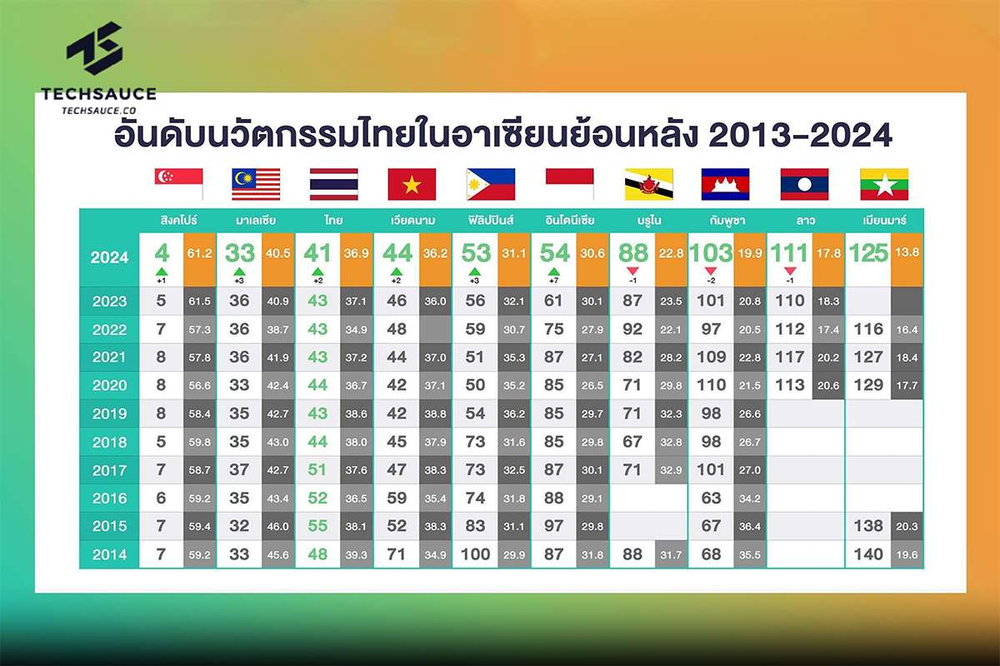 TECHSAUCE
TECHSAUCE.CO
อันดับนวัตกรรมไทยในอาเซียนย้อนหลัง 2013-2024
สิงคโปร์ มาเลเซีย ไทย เวียดนาม ฟิลิปปินส์ อินโดนีเซีย บรูไน กัมพูชา ลาว เมียนมาร์
2024 4 61.2 33 40.5 41 36.9 44 36.2 53 31.1 54 30.6 88 22.8 103 19.9 111 17.8 125 13.8
+1 +3 +2 +2 +3 +7 -1 -2 -1
2023 5 61.5 36 40.9 43 37.1 46 36.0 56 32.1 61 30.1 87 23.5 101 20.8 110 18.3
2022 7 57.3 36 38.7 43 34.9 48 59 30.7 75 27.9 92 22.1 97 20.5 112 17.4 116 16.4
2021 8 57.8 36 41.9 43 37.2 44 37.0 51 35.3 87 27.1 82 28.2 109 22.8 117 20.2 127 18.4
2020 8 56.6 33 42.4 44 36.7 42 37.1 50 35.2 85 26.5 71 29.8 110 21.5 113 20.6 129 17.7
2019 8 58.4 35 42.7 43 38.6 42 38.8 54 36.2 85 29.7 71 32.3 98 26.6
2018 5 59.8 35 43.0 44 38.0 45 37.9 73 31.6 85 29.8 67 32.8 98 26.7
2017 7 58.7 37 42.7 51 37.6 47 38.3 73 32.5 87 30.1 71 32.9 101 27.0
2016 6 59.2 35 43.4 52 36.5 59 35.4 74 31.8 88 29.1 63 34.2
2015 7 59.4 32 46.0 55 38.1 52 38.3 83 31.1 97 29.8 67 36.4 138 20.3
2014 7 59.2 33 45.6 48 39.3 71 34.9 100 29.9 87 31.8 88 31.7 68 35.5 140 19.6